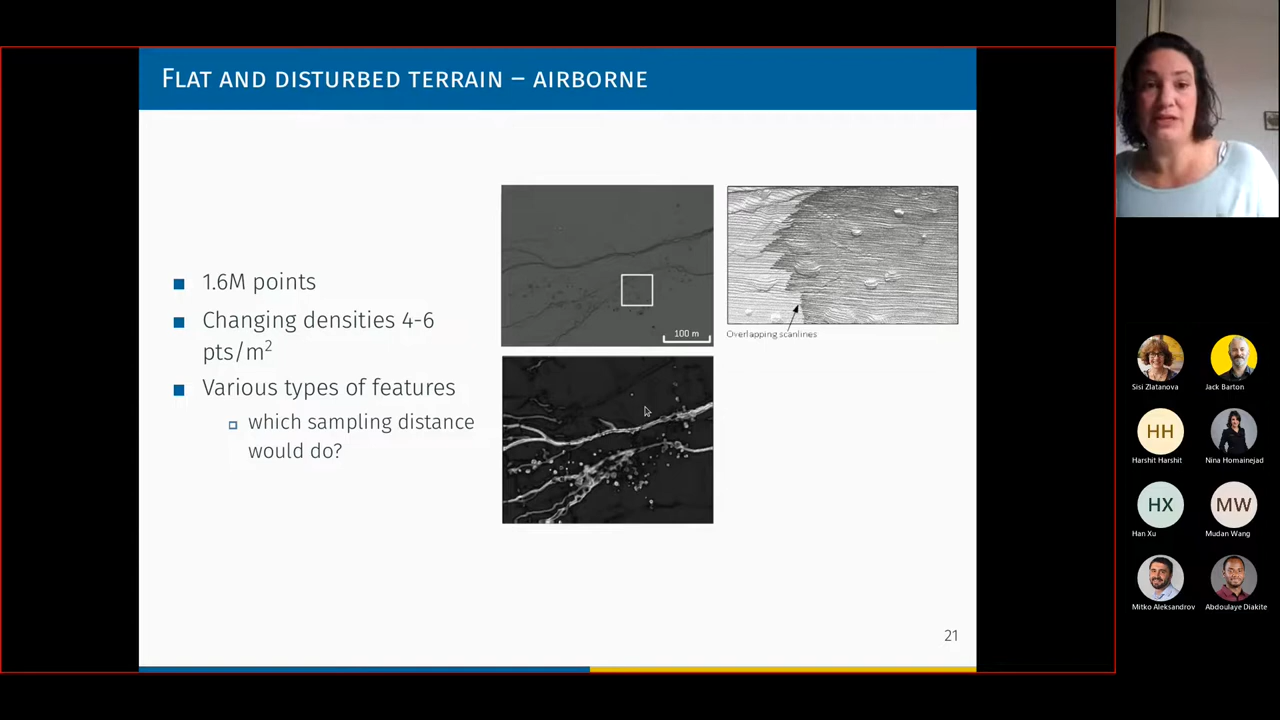 FLAT AND DISTURBED TERRAIN – AIRBORNE
1.6M points
Changing densities 4-6
pts/m²
Various types of features
which sampling distance
would do?
100 m
Overlapping scanlines
21
Sisi Zlatanova
Jack Barton
HH
Harshit Harshit
Nina Homainejad
HX
Han Xu
MW
Mudan Wang
Mitko Aleksandrov
Abdoulaye Diakite